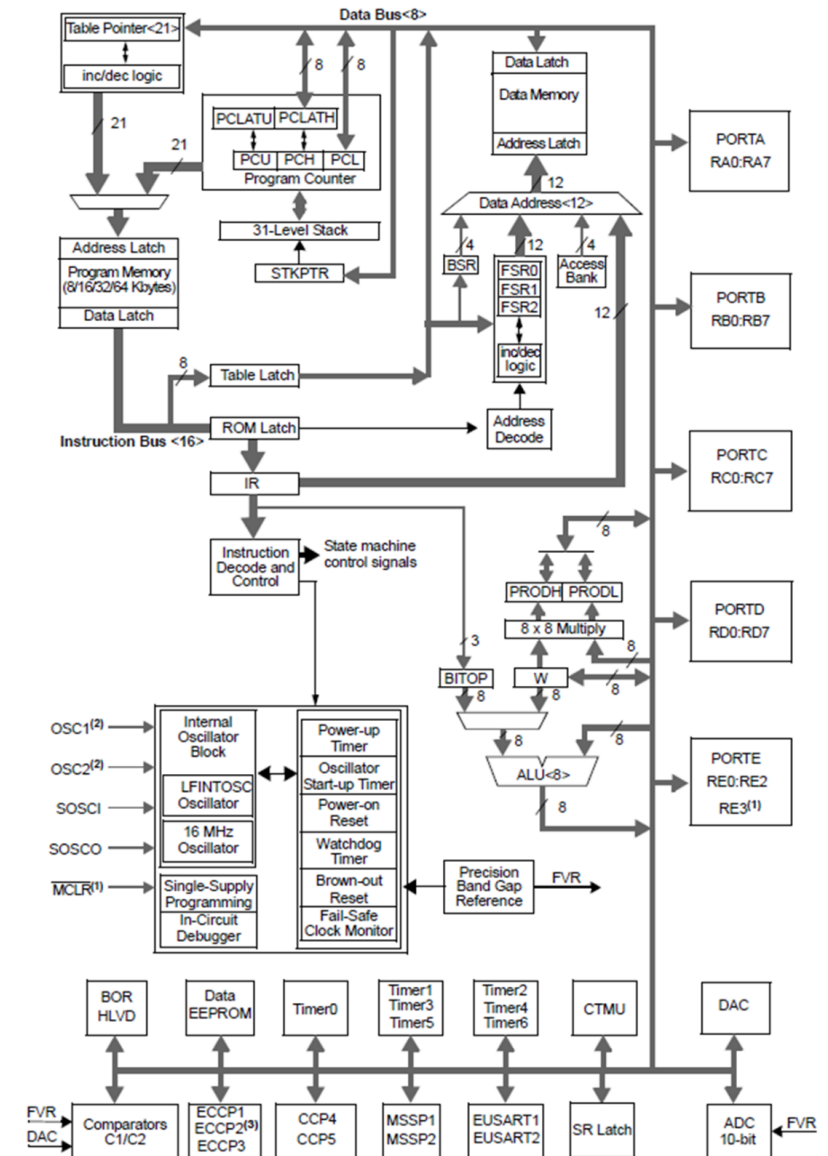 Data Bus<8>
Table Pointer<21>
inc/dec logic
21
8
8
PCLATU PCLATH
21
PCU PCH PCL
Program Counter
31-Level Stack
STKPTR
Address Latch
Program Memory
(8/16/32/64 Kbytes)
Data Latch
8
Table Latch
Instruction Bus <16>
ROM Latch
IR
Instruction
Decode and
Control
State machine
control signals
Data Latch
Data Memory
Address Latch
12
Data Address<12>
4
12
4
BSR
FSR0
FSR1
FSR2
Access
Bank
12
inc/dec
logic
Address
Decode
8
PRODH PRODL
8 x 8 Multiply
3
8
BITOP
W
8
8
8
8
8
ALU<8>
8
PORTA
RA0:RA7
PORTB
RB0:RB7
PORTC
RC0:RC7
PORTD
RD0:RD7
PORTE
RE0:RE2
RE3(1)
OSC1(2)
OSC2(2)
SOSCI
SOSCO
MCLR(1)
Internal
Oscillator
Block
LFINTOSC
Oscillator
16 MHz
Oscillator
Single-Supply
Programming
In-Circuit
Debugger
Power-up
Timer
Oscillator
Start-up Timer
Power-on
Reset
Watchdog
Timer
Brown-out
Reset
Fail-Safe
Clock Monitor
Precision
Band Gap
Reference
FVR
BOR
HLVD
Data
EEPROM
Timer0
Timer1
Timer3
Timer5
Timer2
Timer4
Timer6
CTMU
DAC
FVR
DAC
Comparators
C1/C2
ECCP1
ECCP2(3)
ECCP3
CCP4
CCP5
MSSP1
MSSP2
EUSART1
EUSART2
SR Latch
ADC
10-bit
FVR